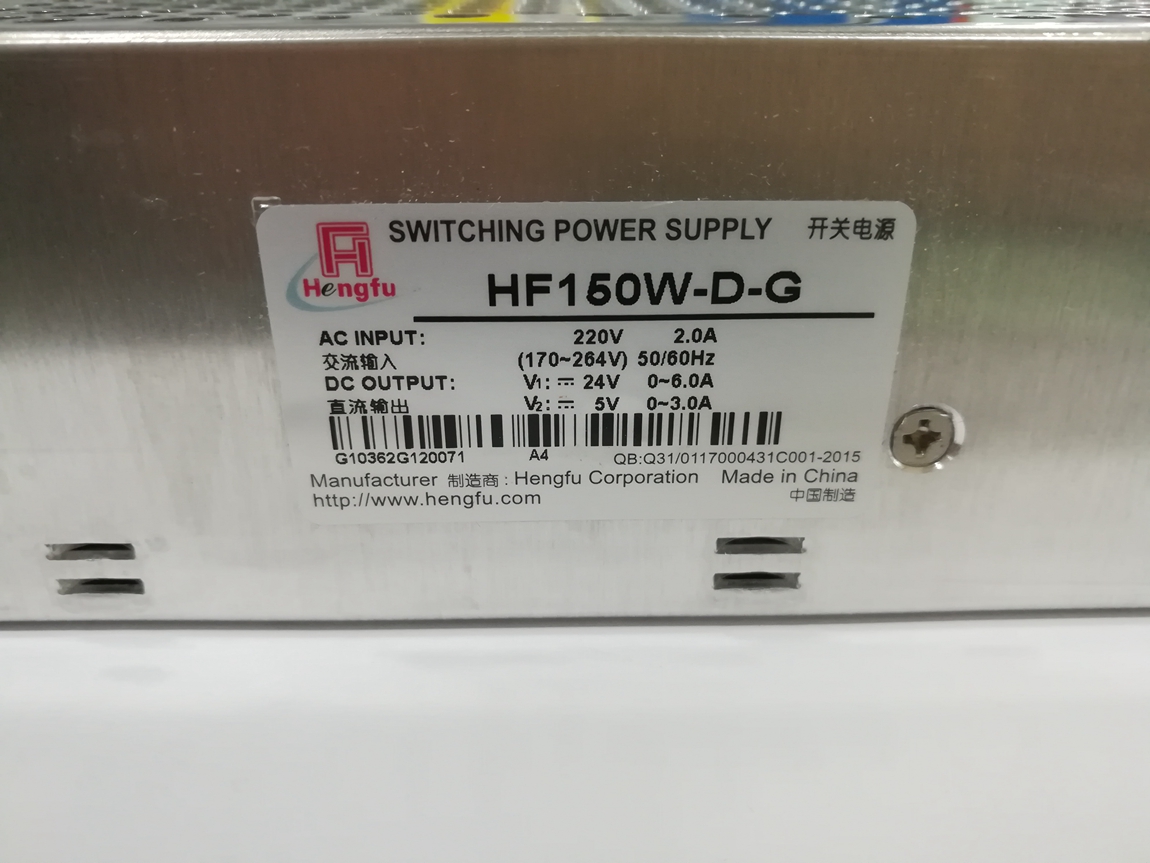 Hengfu
SWITCHING POWER SUPPLY 开关电源
HF150W-D-G
AC INPUT: 220V 2.0A
交流输入 (170~264V) 50/60Hz
DC OUTPUT: V1: ⎓ 24V 0~6.0A
直流输出 V2: ⎓ 5V 0~3.0A
G10362G120071 A4 QB:Q31/0117000431C001-2015
Manufacturer 制造商: Hengfu Corporation Made in China
http://www.hengfu.com 中国制造